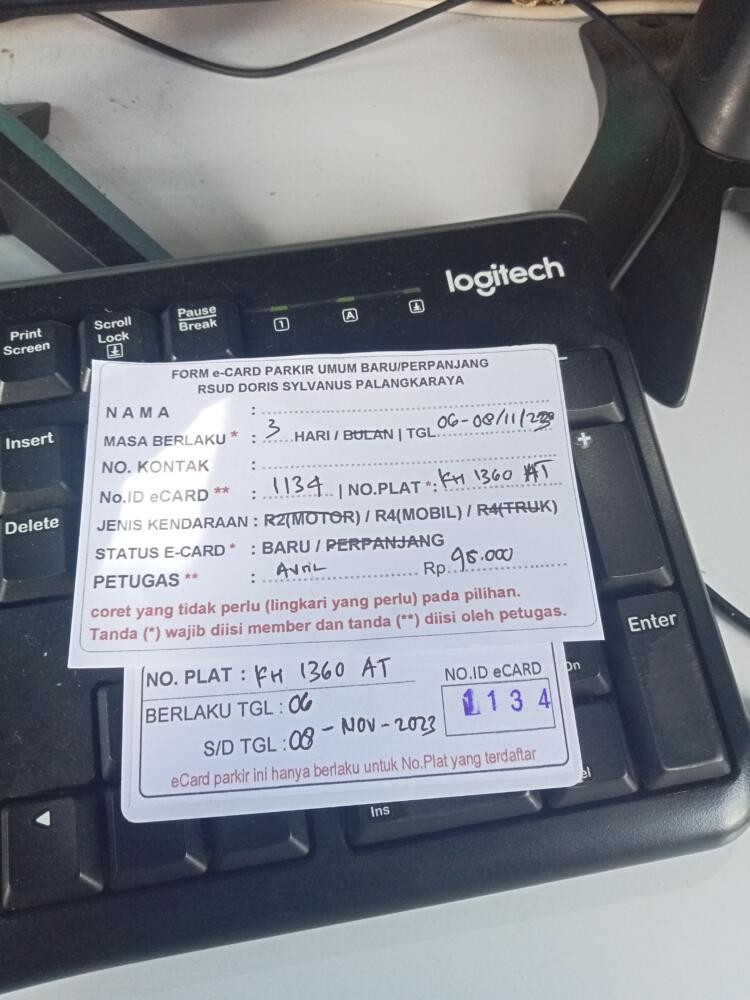 logitech
Print Screen
Scroll Lock
Pause Break
1
A
Insert
Delete
+
Enter
FORM e-CARD PARKIR UMUM BARU/PERPANJANG
RSUD DORIS SYLVANUS PALANGKARAYA
NAMA :
MASA BERLAKU * : 3 HARI / BULAN | TGL 06-08/11/23
NO. KONTAK :
No.ID eCARD ** : 1134 | NO.PLAT *: KH 1360 AT
JENIS KENDARAAN : R2(MOTOR) / R4(MOBIL) / R4(TRUK)
STATUS E-CARD * : BARU / PERPANJANG
PETUGAS ** : Avril Rp. 95.000
coret yang tidak perlu (lingkari yang perlu) pada pilihan.
Tanda (*) wajib diisi member dan tanda (**) diisi oleh petugas.
NO. PLAT : KH 1360 AT
NO.ID eCARD
1134
BERLAKU TGL : 06
S/D TGL : 08 - NOV - 2023
eCard parkir ini hanya berlaku untuk No.Plat yang terdaftar
Ins